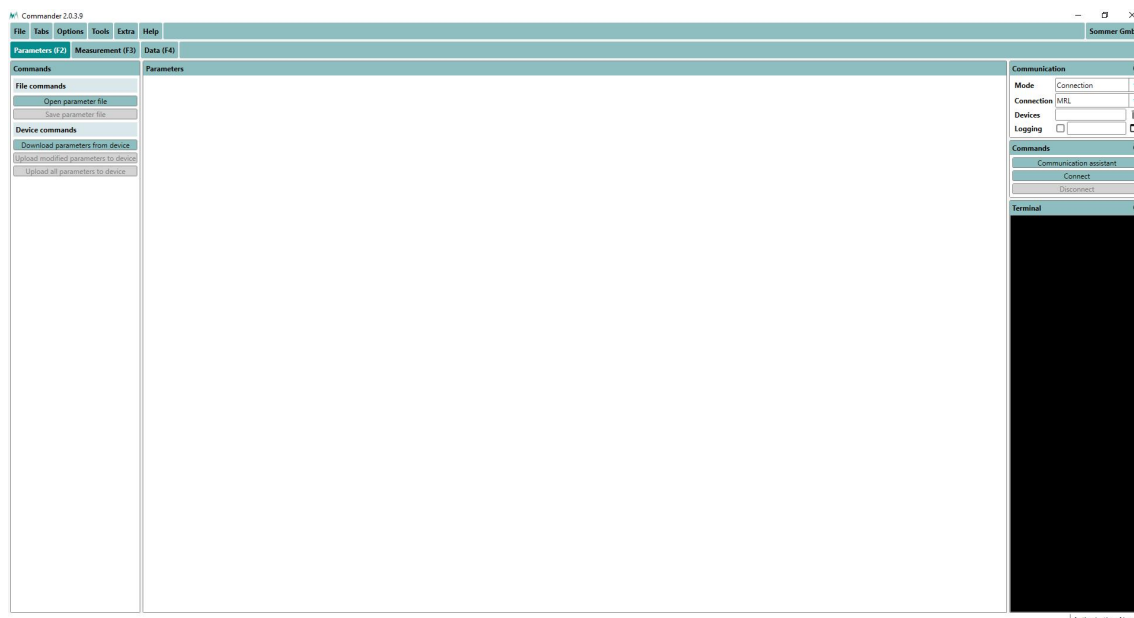 Commander 2.0.3.9
File Tabs Options Tools Extra Help Sommer Gmb
Parameters (F2) Measurement (F3) Data (F4)
Commands
File commands
Open parameter file
Save parameter file
Device commands
Download parameters from device
Upload modified parameters to device
Upload all parameters to device
Parameters
Communication
Mode Connection
Connection MRL
Devices
Logging
Commands
Communication assistant
Connect
Disconnect
Terminal